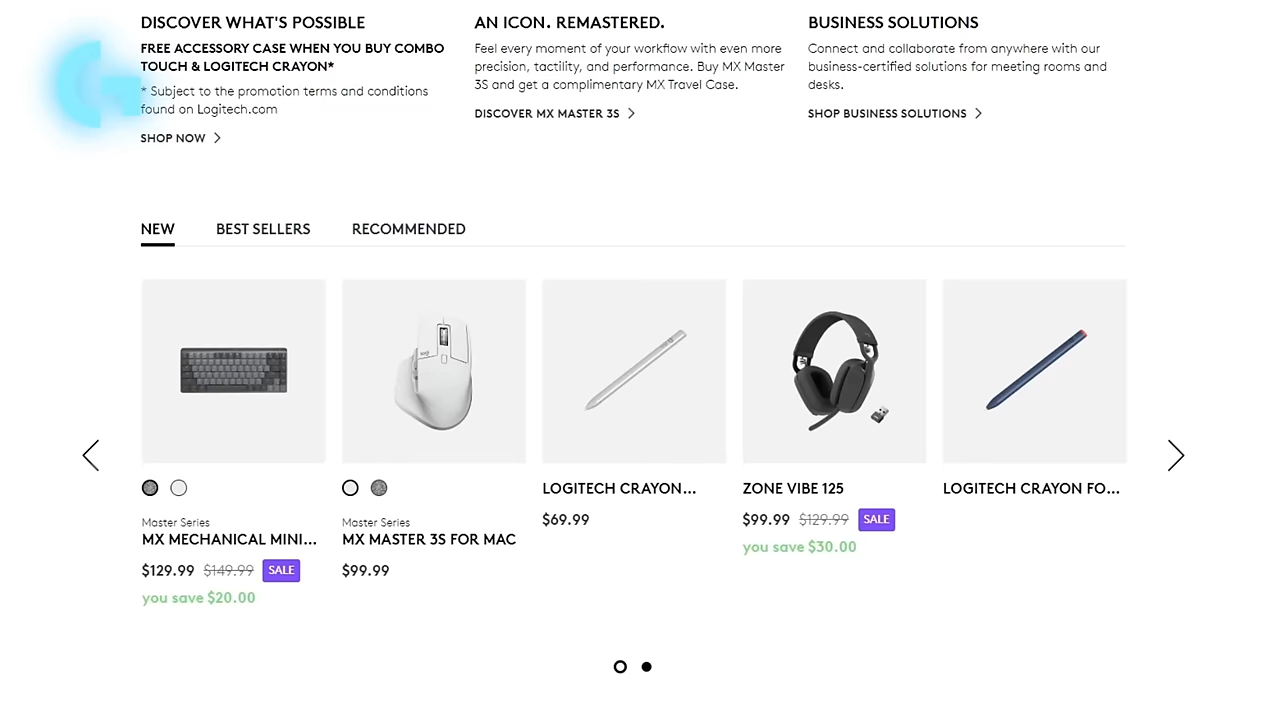 DISCOVER WHAT'S POSSIBLE
FREE ACCESSORY CASE WHEN YOU BUY COMBO
TOUCH & LOGITECH CRAYON*
* Subject to the promotion terms and conditions
found on Logitech.com
SHOP NOW
AN ICON. REMASTERED.
Feel every moment of your workflow with even more
precision, tactility, and performance. Buy MX Master
3S and get a complimentary MX Travel Case.
DISCOVER MX MASTER 3S
BUSINESS SOLUTIONS
Connect and collaborate from anywhere with our
business-certified solutions for meeting rooms and
desks.
SHOP BUSINESS SOLUTIONS
NEW BEST SELLERS RECOMMENDED
Master Series
MX MECHANICAL MINI...
$129.99 $149.99 SALE
you save $20.00
Master Series
MX MASTER 3S FOR MAC
$99.99
LOGITECH CRAYON...
$69.99
ZONE VIBE 125
$99.99 $129.99 SALE
you save $30.00
LOGITECH CRAYON FO...